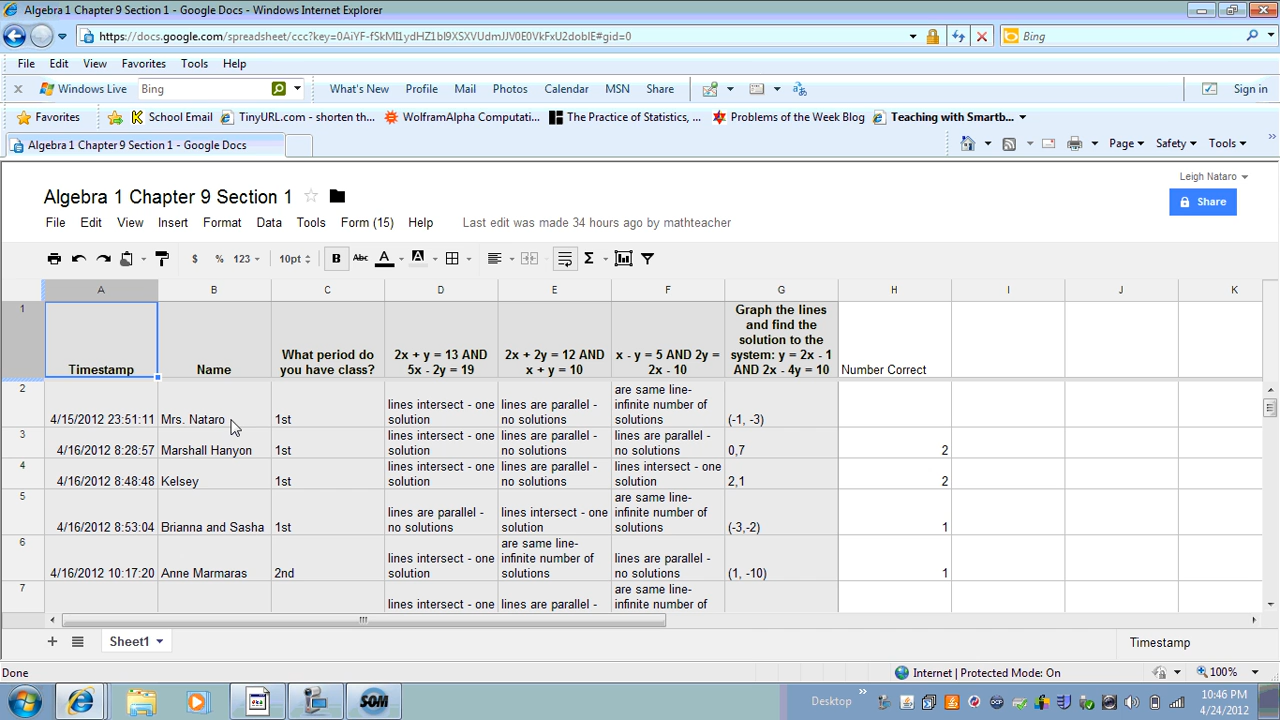 Algebra 1 Chapter 9 Section 1 - Google Docs - Windows Internet Explorer
Bing
File Edit View Favorites Tools Help
Windows Live Bing What's New Profile Mail Photos Calendar MSN Share Sign in
Favorites School Email TinyURL.com - shorten th... WolframAlpha Computati... The Practice of Statistics, ... Problems of the Week Blog Teaching with Smartb...
Algebra 1 Chapter 9 Section 1 - Google Docs Page Safety Tools
Leigh Nataro
Algebra 1 Chapter 9 Section 1
Share
File Edit View Insert Format Data Tools Form (15) Help Last edit was made 34 hours ago by mathteacher
$ % 123 10pt B Abc A A Σ
A B C D E F G H I J K
1
Timestamp
Name
What period do
you have class?
2x + y = 13 AND
5x - 2y = 19
2x + 2y = 12 AND
x + y = 10
x - y = 5 AND 2y =
2x - 10
Graph the lines
and find the
solution to the
system: y = 2x - 1
AND 2x - 4y = 10
Number Correct
2
4/15/2012 23:51:11
Mrs. Nataro
1st
lines intersect - one
solution
lines are parallel -
no solutions
are same line-
infinite number of
solutions
(-1, -3)
3
4/16/2012 8:28:57
Marshall Hanyon
1st
lines intersect - one
solution
lines are parallel -
no solutions
lines are parallel -
no solutions
0,7
2
4
4/16/2012 8:48:48
Kelsey
1st
lines intersect - one
solution
lines are parallel -
no solutions
lines intersect - one
solution
2,1
2
5
4/16/2012 8:53:04
Brianna and Sasha
1st
lines are parallel -
no solutions
lines intersect - one
solution
are same line-
infinite number of
solutions
(-3,-2)
1
6
4/16/2012 10:17:20
Anne Marmaras
2nd
lines intersect - one
solution
are same line-
infinite number of
solutions
lines are parallel -
no solutions
(1, -10)
1
7
lines intersect - one
lines are parallel -
are same line-
infinite number of
Sheet1
Timestamp
Done Internet | Protected Mode: On 100%
SOM
Desktop
10:46 PM
4/24/2012